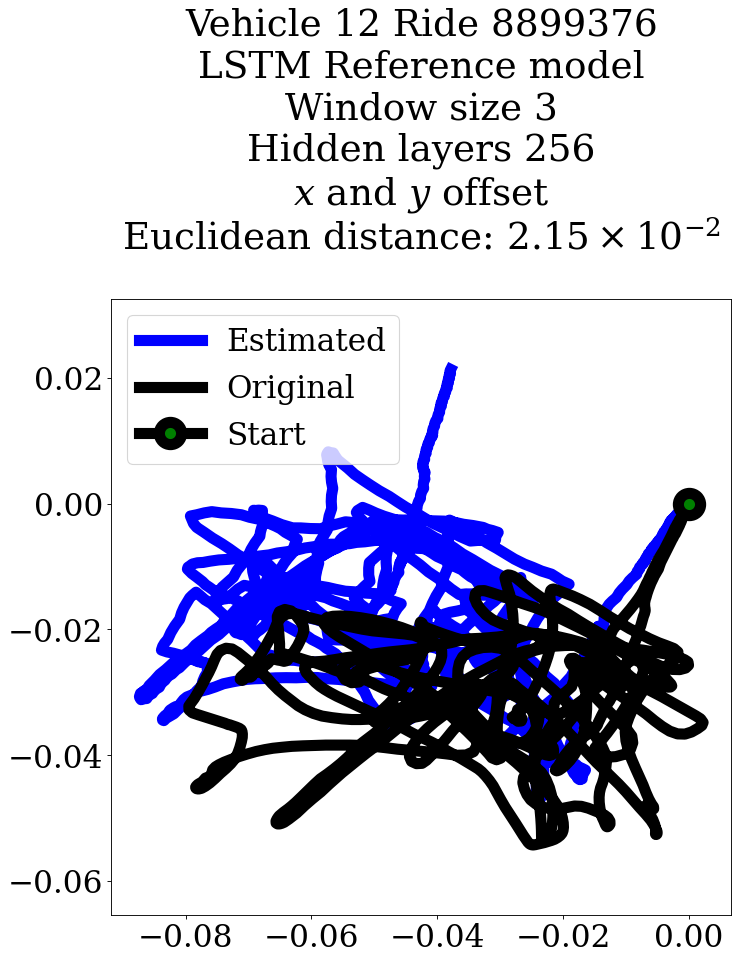 Vehicle 12 Ride 8899376
LSTM Reference model
Window size 3
Hidden layers 256
x and y offset
Euclidean distance: 2.15 × 10⁻²
Estimated
Original
Start
0.02
0.00
−0.02
−0.04
−0.06
−0.08 −0.06 −0.04 −0.02 0.00